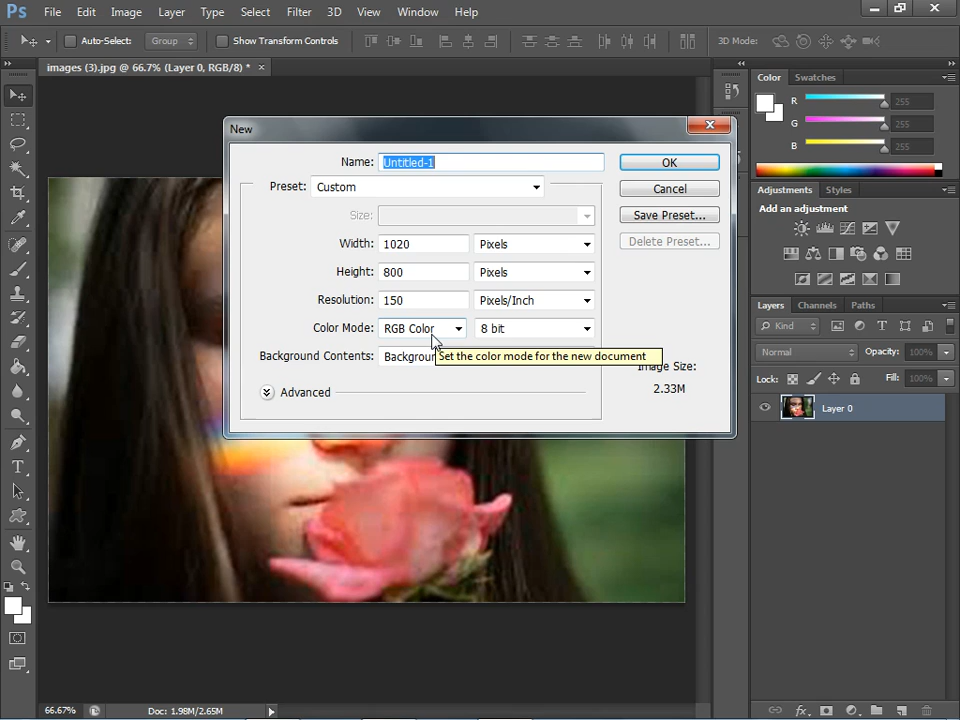 Ps File Edit Image Layer Type Select Filter 3D View Window Help
Auto-Select: Group Show Transform Controls 3D Mode:
images (3).jpg @ 66.7% (Layer 0, RGB/8) * ×
Color Swatches
R 255
G 255
B 255
Adjustments Styles
Add an adjustment
Layers Channels Paths
Kind
Normal Opacity: 100%
Lock: Fill: 100%
Layer 0
New
Name: Untitled-1 OK
Preset: Custom Cancel
Size: Save Preset...
Width: 1020 Pixels Delete Preset...
Height: 800 Pixels
Resolution: 150 Pixels/Inch
Color Mode: RGB Color 8 bit
Background Contents: Set the color mode for the new document
Image Size:
2.33M
Advanced
66.67% Doc: 1.98M/2.65M